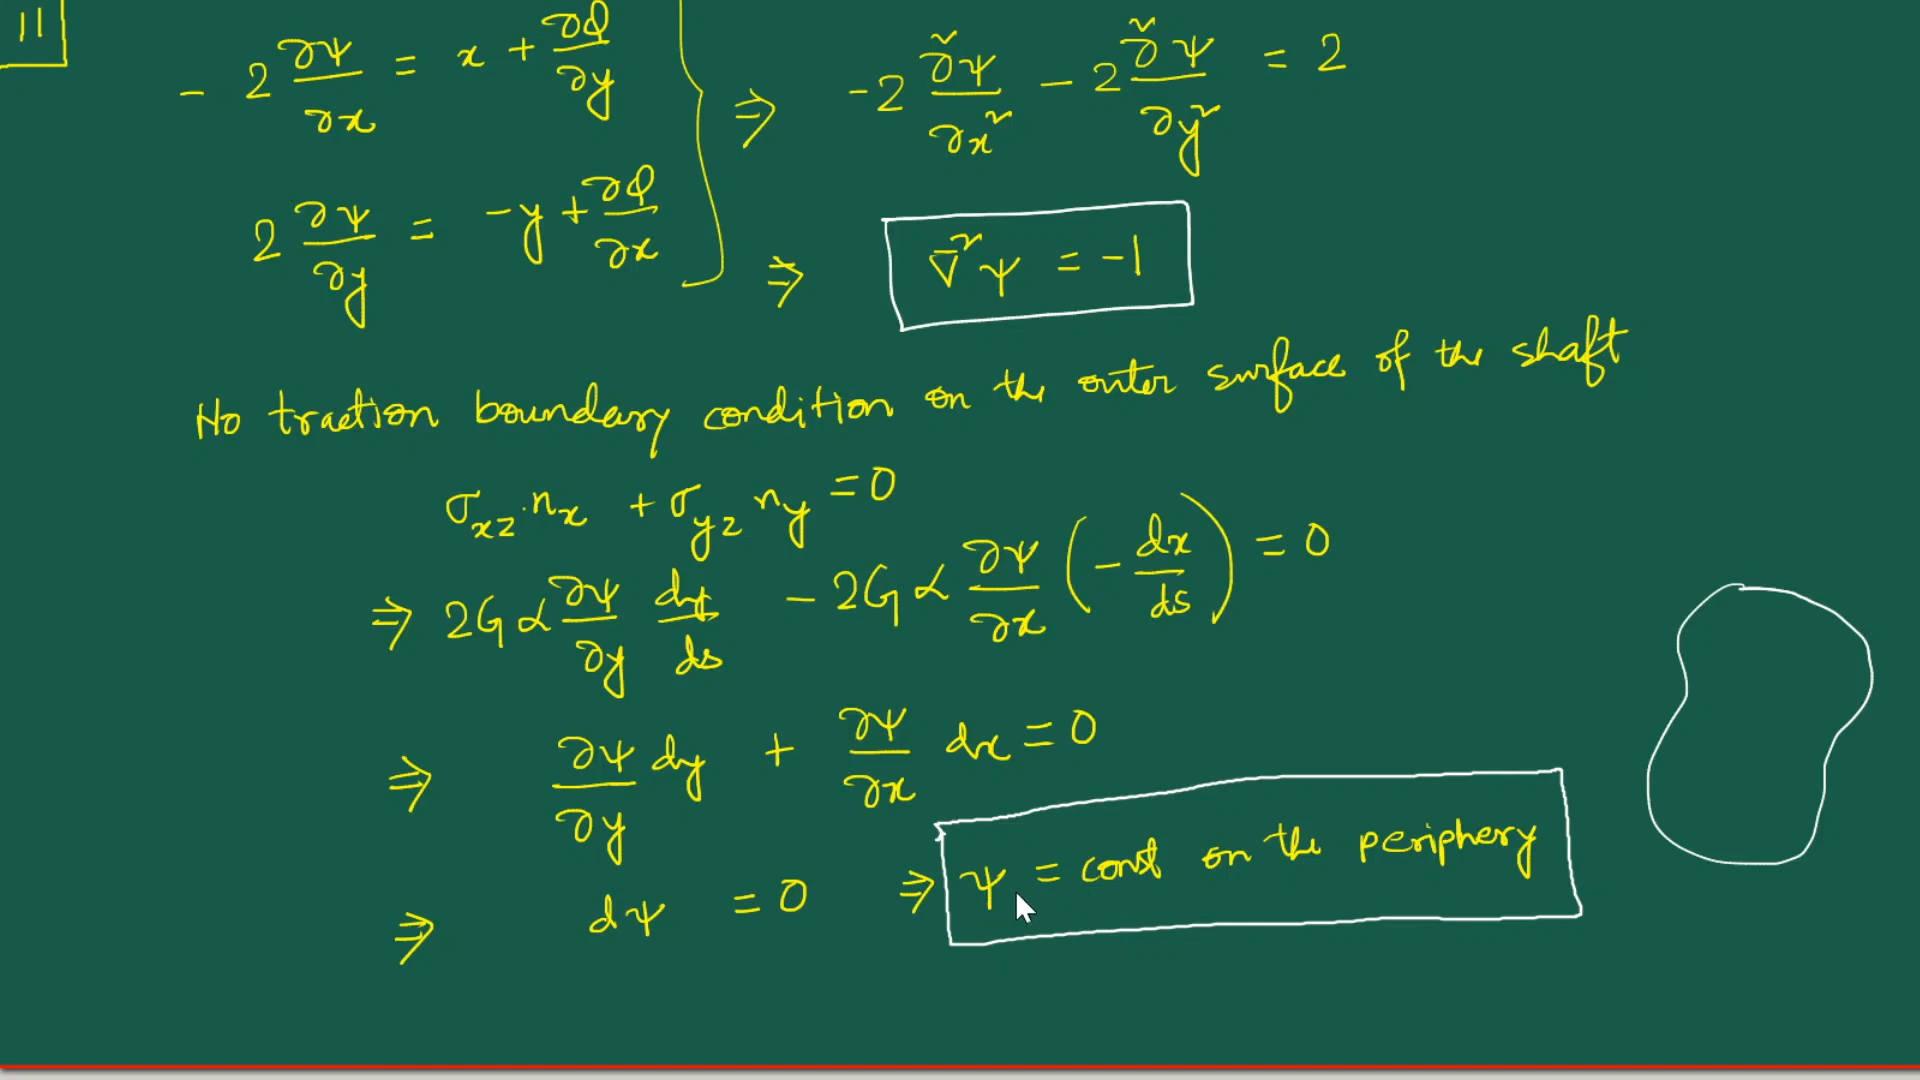 11
- 2 ∂ψ/∂x = x + ∂φ/∂y
2 ∂ψ/∂y = -y + ∂φ/∂x
⇒ -2 ∂²ψ/∂x² - 2 ∂²ψ/∂y² = 2
⇒ ∇²ψ = -1
No traction boundary condition on the outer surface of the shaft
σxz . nx + σyz ny = 0
⇒ 2Gα ∂ψ/∂y dy/ds - 2Gα ∂ψ/∂x (- dx/ds) = 0
⇒ ∂ψ/∂y dy + ∂ψ/∂x dx = 0
⇒ dψ = 0 ⇒ ψ = const on the periphery